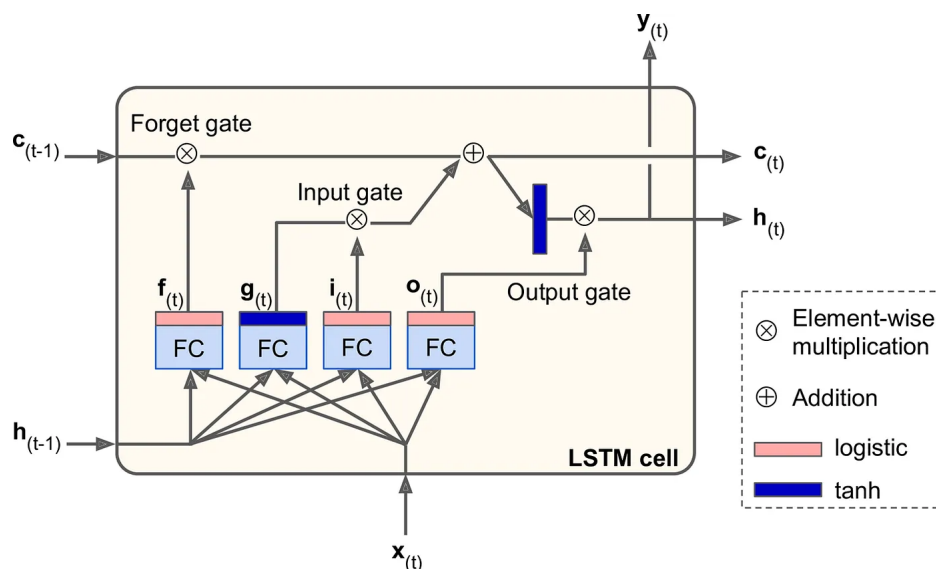 y(t)
Forget gate
c(t-1)
c(t)
Input gate
h(t)
f(t)
g(t)
i(t)
o(t)
Output gate
FC
FC
FC
FC
Element-wise
multiplication
Addition
h(t-1)
LSTM cell
logistic
tanh
x(t)